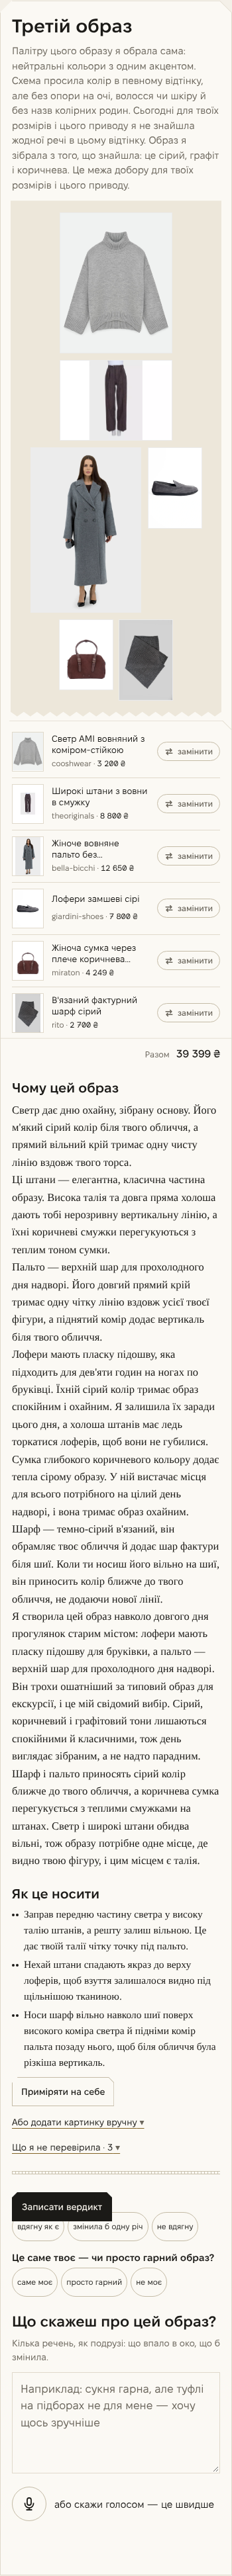 Третій образ
Палітру цього образу я обрала сама:
нейтральні кольори з одним акцентом.
Схема просила колір в певному відтінку,
але без опори на очі, волосся чи шкіру й
без назв колірних родин. Сьогодні для твоїх
розмірів і цього приводу я не знайшла
жодної речі в цьому відтінку. Образ я
зібрала з того, що знайшла: це сірий, графіт
і коричнева. Це межа добору для твоїх
розмірів і цього приводу.
Светр AMI вовняний з
коміром-стійкою
cooshwear · 3 200 ₴
⇄ замінити
Широкі штани з вовни
в смужку
theoriginals · 8 800 ₴
⇄ замінити
Жіноче вовняне
пальто без…
bella-bicchi · 12 650 ₴
⇄ замінити
Лофери замшеві сірі
giardini-shoes · 7 800 ₴
⇄ замінити
Жіноча сумка через
плече коричнева…
miraton · 4 249 ₴
⇄ замінити
В'язаний фактурний
шарф сірий
rito · 2 700 ₴
⇄ замінити
Разом 39 399 ₴
Чому цей образ
Светр дає дню охайну, зібрану основу. Його
м'який сірий колір біля твого обличчя, а
прямий вільний крій тримає одну чисту
лінію вздовж твого торса.
Ці штани — елегантна, класична частина
образу. Висока талія та довга пряма холоша
дають тобі нерозривну вертикальну лінію, а
їхні коричневі смужки перегукуються з
теплим тоном сумки.
Пальто — верхній шар для прохолодного
дня надворі. Його довгий прямий крій
тримає одну чітку лінію вздовж усієї твоєї
фігури, а піднятий комір додає вертикаль
біля твого обличчя.
Лофери мають пласку підошву, яка
підходить для дев'яти годин на ногах по
бруківці. Їхній сірий колір тримає образ
спокійним і охайним. Я залишила їх заради
цього дня, а холоша штанів має ледь
торкатися лоферів, щоб вони не губилися.
Сумка глибокого коричневого кольору додає
тепла сірому образу. У ній вистачає місця
для всього потрібного на цілий день
надворі, і вона тримає образ охайним.
Шарф — темно-сірий в'язаний, він
обрамляє твоє обличчя й додає шар фактури
біля шиї. Коли ти носиш його вільно на шиї,
він приносить колір ближче до твого
обличчя, не додаючи нової лінії.
Я створила цей образ навколо довгого дня
прогулянок старим містом: лофери мають
пласку підошву для бруківки, а пальто —
верхній шар для прохолодного дня надворі.
Він трохи ошатніший за типовий образ для
екскурсії, і це мій свідомий вибір. Сірий,
коричневий і графітовий тони лишаються
спокійними й класичними, тож день
виглядає зібраним, а не надто парадним.
Шарф і пальто приносять сірий колір
ближче до твого обличчя, а коричнева сумка
перегукується з теплими смужками на
штанах. Светр і широкі штани обидва
вільні, тож образу потрібне одне місце, де
видно твою фігуру, і цим місцем є талія.
Як це носити
•• Заправ передню частину светра у високу
талію штанів, а решту залиш вільною. Це
дає твоїй талії чітку точку під пальто.
•• Нехай штани спадають якраз до верху
лоферів, щоб взуття залишалося видно під
щільнішою тканиною.
•• Носи шарф вільно навколо шиї поверх
високого коміра светра й підніми комір
пальта позаду нього, щоб біля обличчя була
різкіша вертикаль.
Приміряти на себе
Або додати картинку вручну ▾
Що я не перевірила · 3 ▾
Записати вердикт
вдягну як є
змінила б одну річ
не вдягну
Це саме твоє — чи просто гарний образ?
саме моє
просто гарний
не моє
Що скажеш про цей образ?
Кілька речень, як подрузі: що впало в око, що б
змінила.
Наприклад: сукня гарна, але туфлі
на підборах не для мене — хочу
щось зручніше
або скажи голосом — це швидше